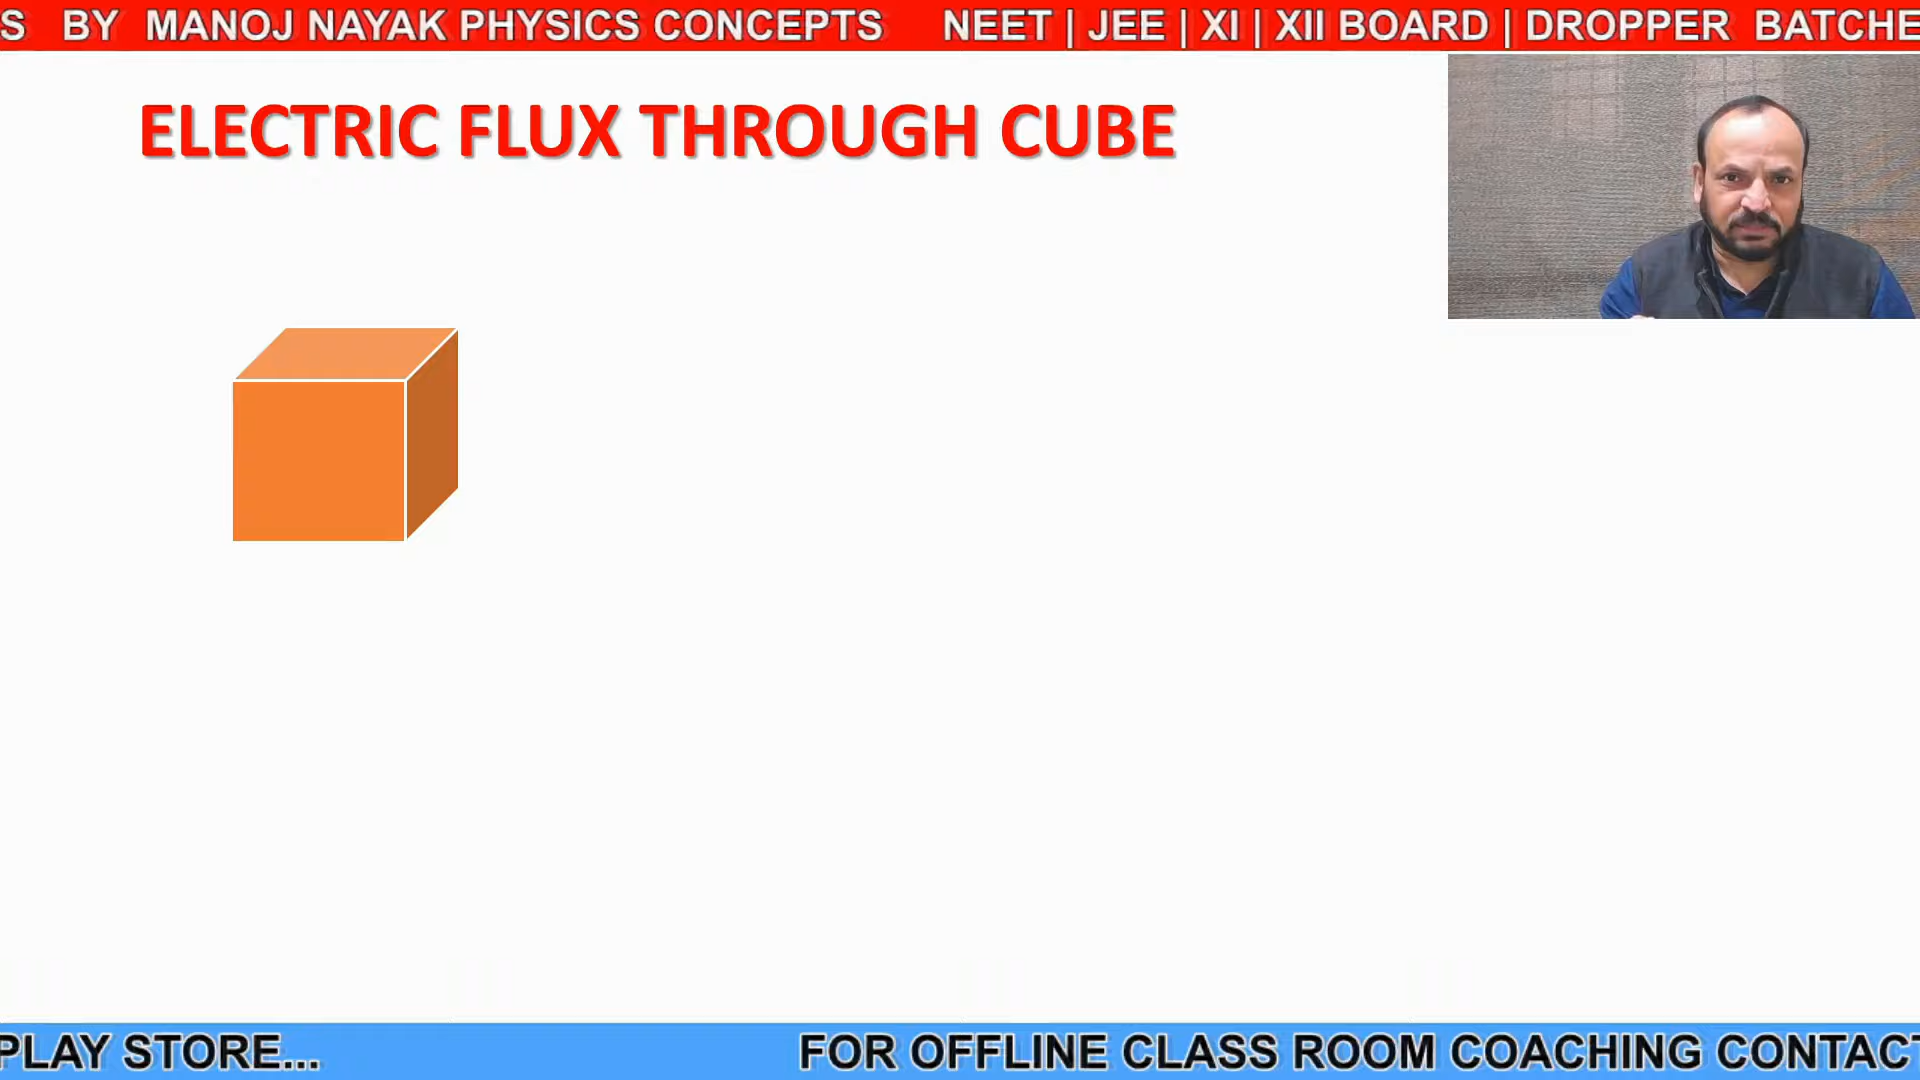 S BY MANOJ NAYAK PHYSICS CONCEPTS NEET | JEE | XI | XII BOARD | DROPPER BATCHE
ELECTRIC FLUX THROUGH CUBE
PLAY STORE... FOR OFFLINE CLASS ROOM COACHING CONTACT